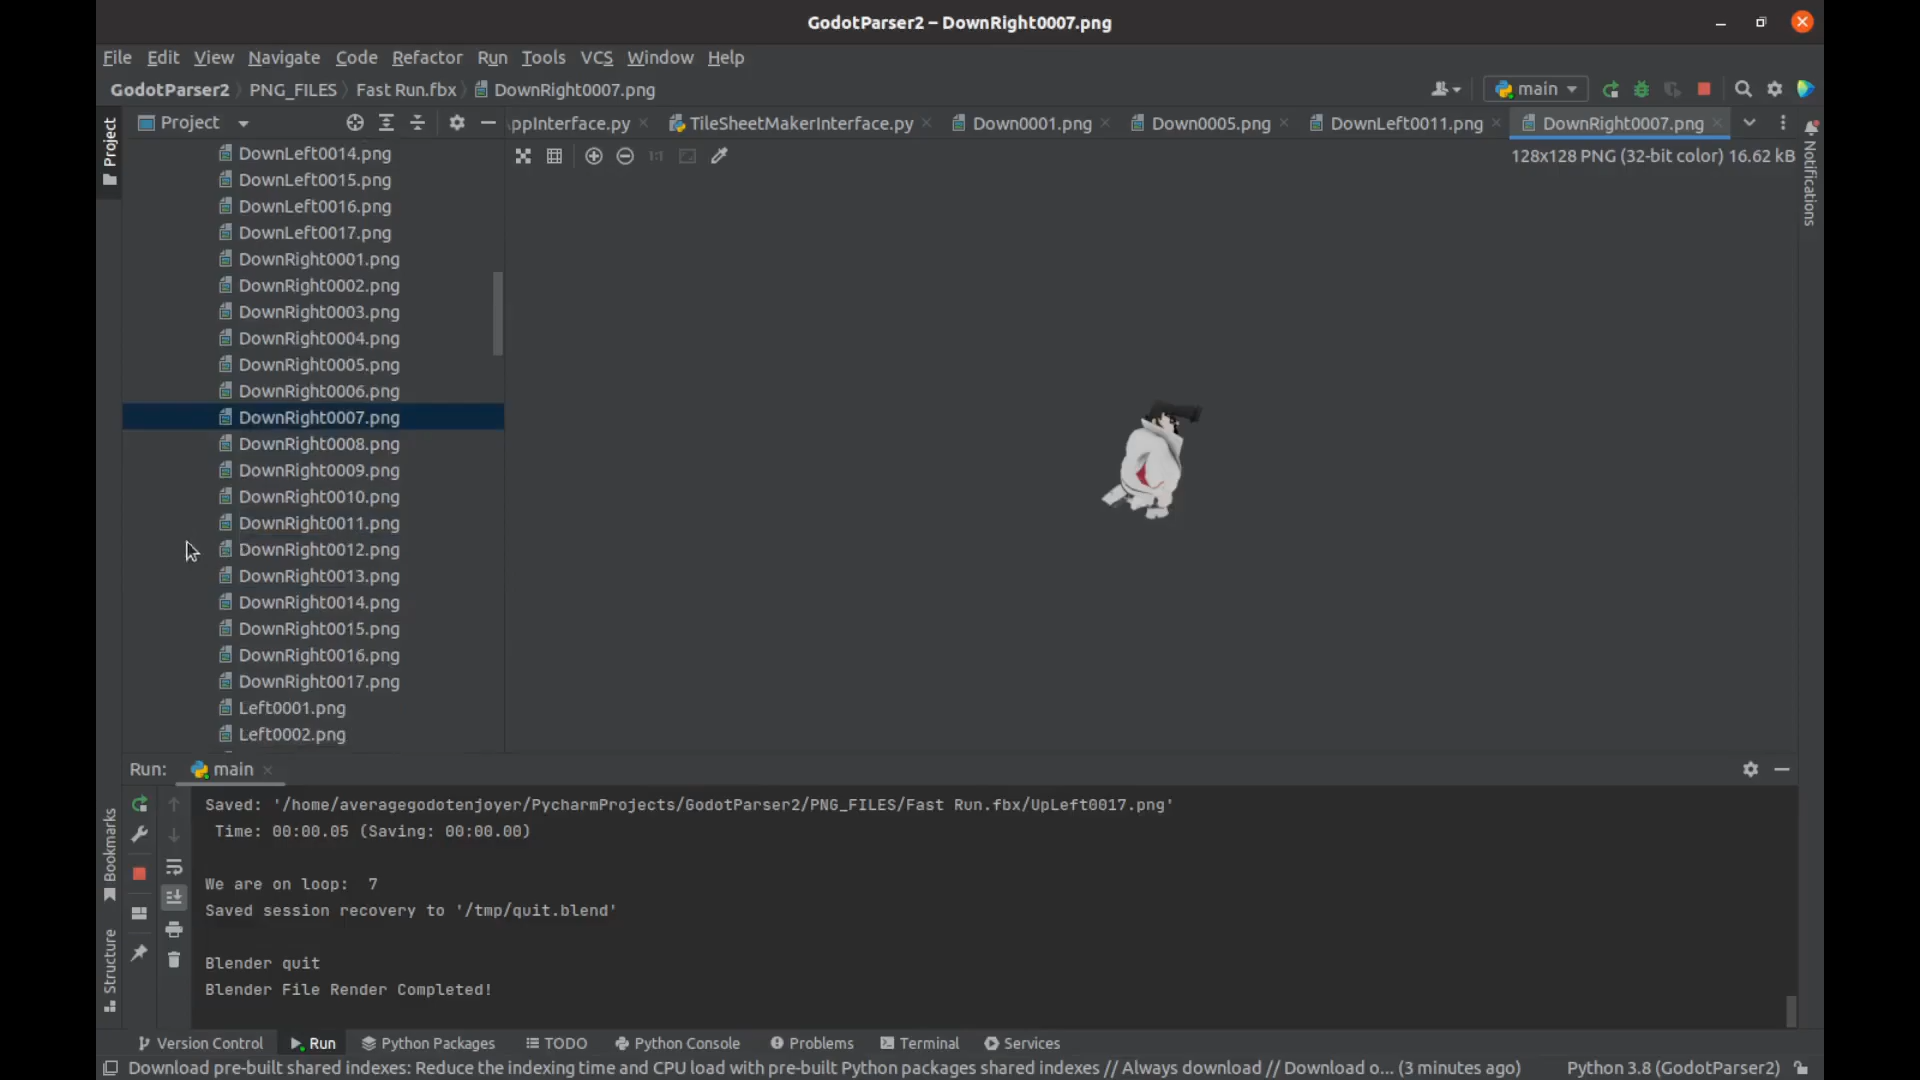 GodotParser2 – DownRight0007.png
File Edit View Navigate Code Refactor Run Tools VCS Window Help
GodotParser2 PNG_FILES Fast Run.fbx DownRight0007.png
main
Project
ppInterface.py TileSheetMakerInterface.py Down0001.png Down0005.png DownLeft0011.png DownRight0007.png
128x128 PNG (32-bit color) 16.62 kB
1:1
Project
Notifications
DownLeft0014.png
DownLeft0015.png
DownLeft0016.png
DownLeft0017.png
DownRight0001.png
DownRight0002.png
DownRight0003.png
DownRight0004.png
DownRight0005.png
DownRight0006.png
DownRight0007.png
DownRight0008.png
DownRight0009.png
DownRight0010.png
DownRight0011.png
DownRight0012.png
DownRight0013.png
DownRight0014.png
DownRight0015.png
DownRight0016.png
DownRight0017.png
Left0001.png
Left0002.png
Run: main
Saved: '/home/averagegodotenjoyer/PycharmProjects/GodotParser2/PNG_FILES/Fast Run.fbx/UpLeft0017.png'
Time: 00:00.05 (Saving: 00:00.00)
We are on loop: 7
Saved session recovery to '/tmp/quit.blend'
Blender quit
Blender File Render Completed!
Bookmarks
Structure
Version Control Run Python Packages TODO Python Console Problems Terminal Services
Download pre-built shared indexes: Reduce the indexing time and CPU load with pre-built Python packages shared indexes // Always download // Download o... (3 minutes ago) Python 3.8 (GodotParser2)